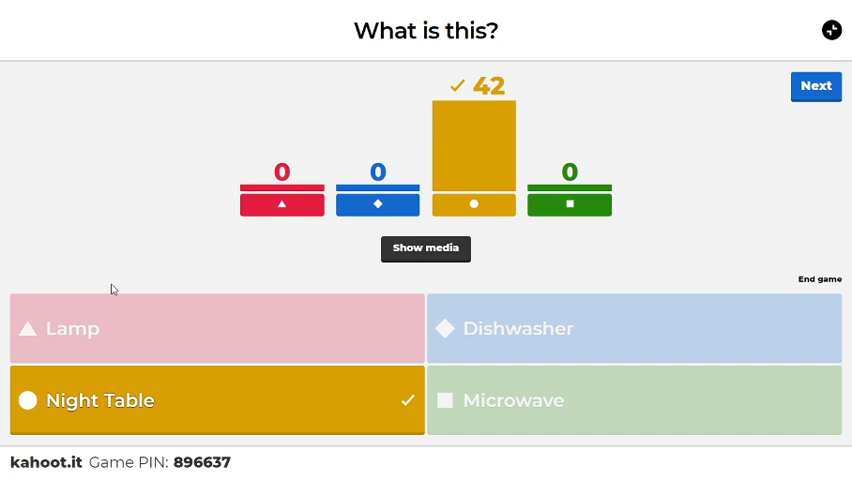 What is this?
Next
42
0
0
0
Show media
End game
Lamp
Dishwasher
Night Table
Microwave
kahoot.it Game PIN: 896637